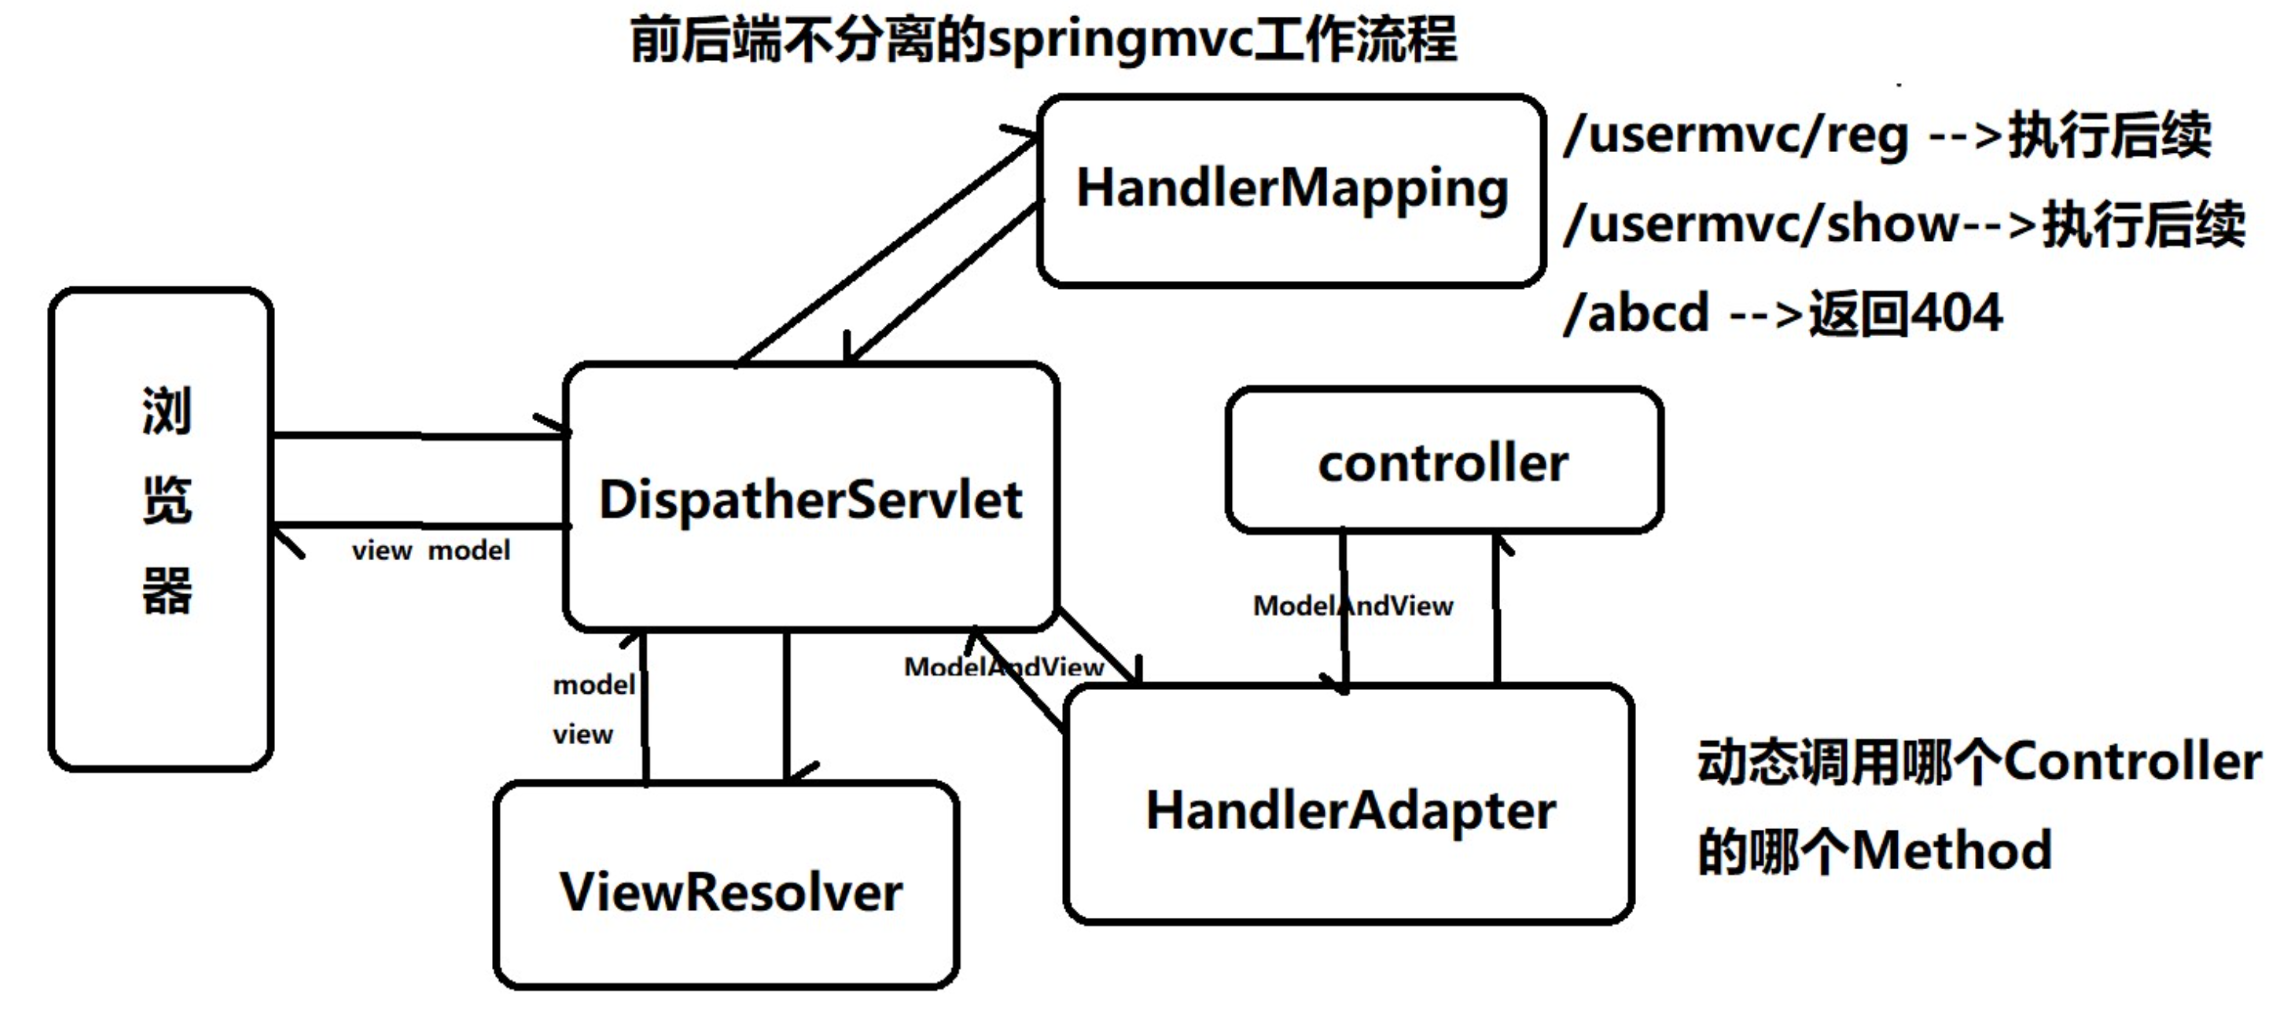 前后端不分离的springmvc工作流程
HandlerMapping
/usermvc/reg -->执行后续
/usermvc/show-->执行后续
/abcd -->返回404
浏
览
器
DispatherServlet
view model
controller
ModelAndView
ModelAndView
model
view
HandlerAdapter
动态调用哪个Controller
的哪个Method
ViewResolver